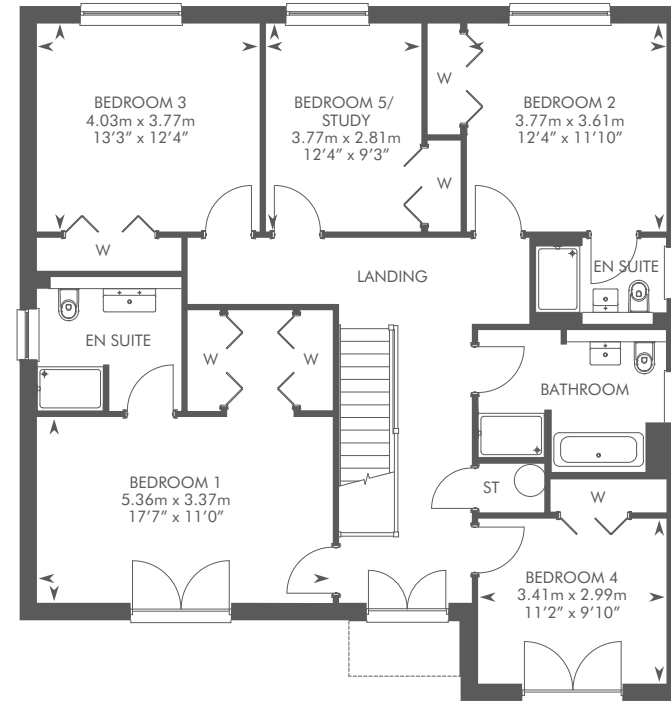 BEDROOM 3
4.03m x 3.77m
13'3" x 12'4"
BEDROOM 5/
STUDY
3.77m x 2.81m
12'4" x 9'3"
W
BEDROOM 2
3.77m x 3.61m
12'4" x 11'10"
W
W
LANDING
EN SUITE
EN SUITE
W
W
BATHROOM
BEDROOM 1
5.36m x 3.37m
17'7" x 11'0"
ST
W
BEDROOM 4
3.41m x 2.99m
11'2" x 9'10"